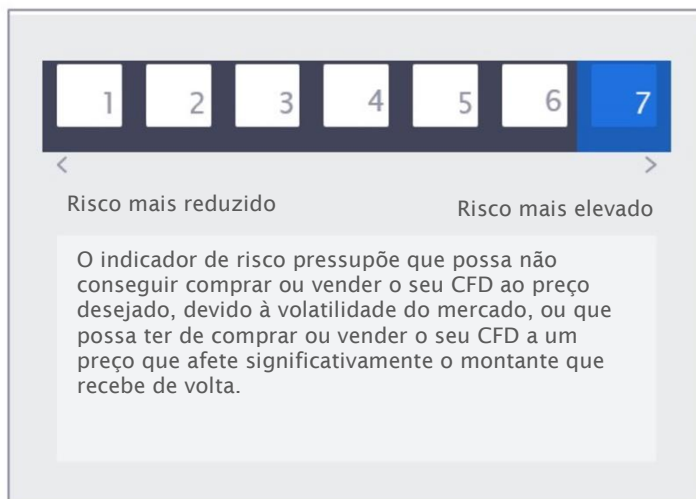 1 2 3 4 5 6 7
< >
Risco mais reduzido Risco mais elevado
O indicador de risco pressupõe que possa não
conseguir comprar ou vender o seu CFD ao preço
desejado, devido à volatilidade do mercado, ou que
possa ter de comprar ou vender o seu CFD a um
preço que afete significativamente o montante que
recebe de volta.